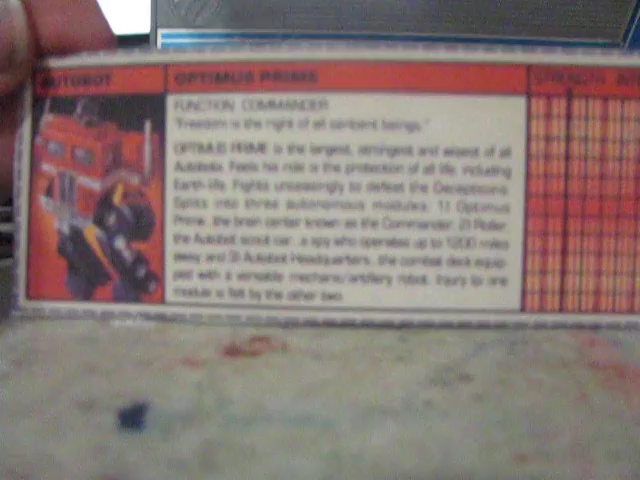 AUTOBOT
OPTIMUS PRIME
STRENGTH
FUNCTION: COMMANDER
"Freedom is the right of all sentient beings."
OPTIMUS PRIME is the largest, strongest and wisest of all
Autobots. Feels his role is the protection of all life, including
Earth-life. Fights unceasingly to defeat the Decepticons.
Splits into three autonomous modules: 1) Optimus
Prime...the brain center known as the Commander, 2) Roller...
the Autobot scout car...a spy who operates up to 1200 miles
away and 3) Autobot Headquarters...the combat deck equip-
ped with a versatile mechanic/artillery robot. Injury to one
module is felt by the other two.